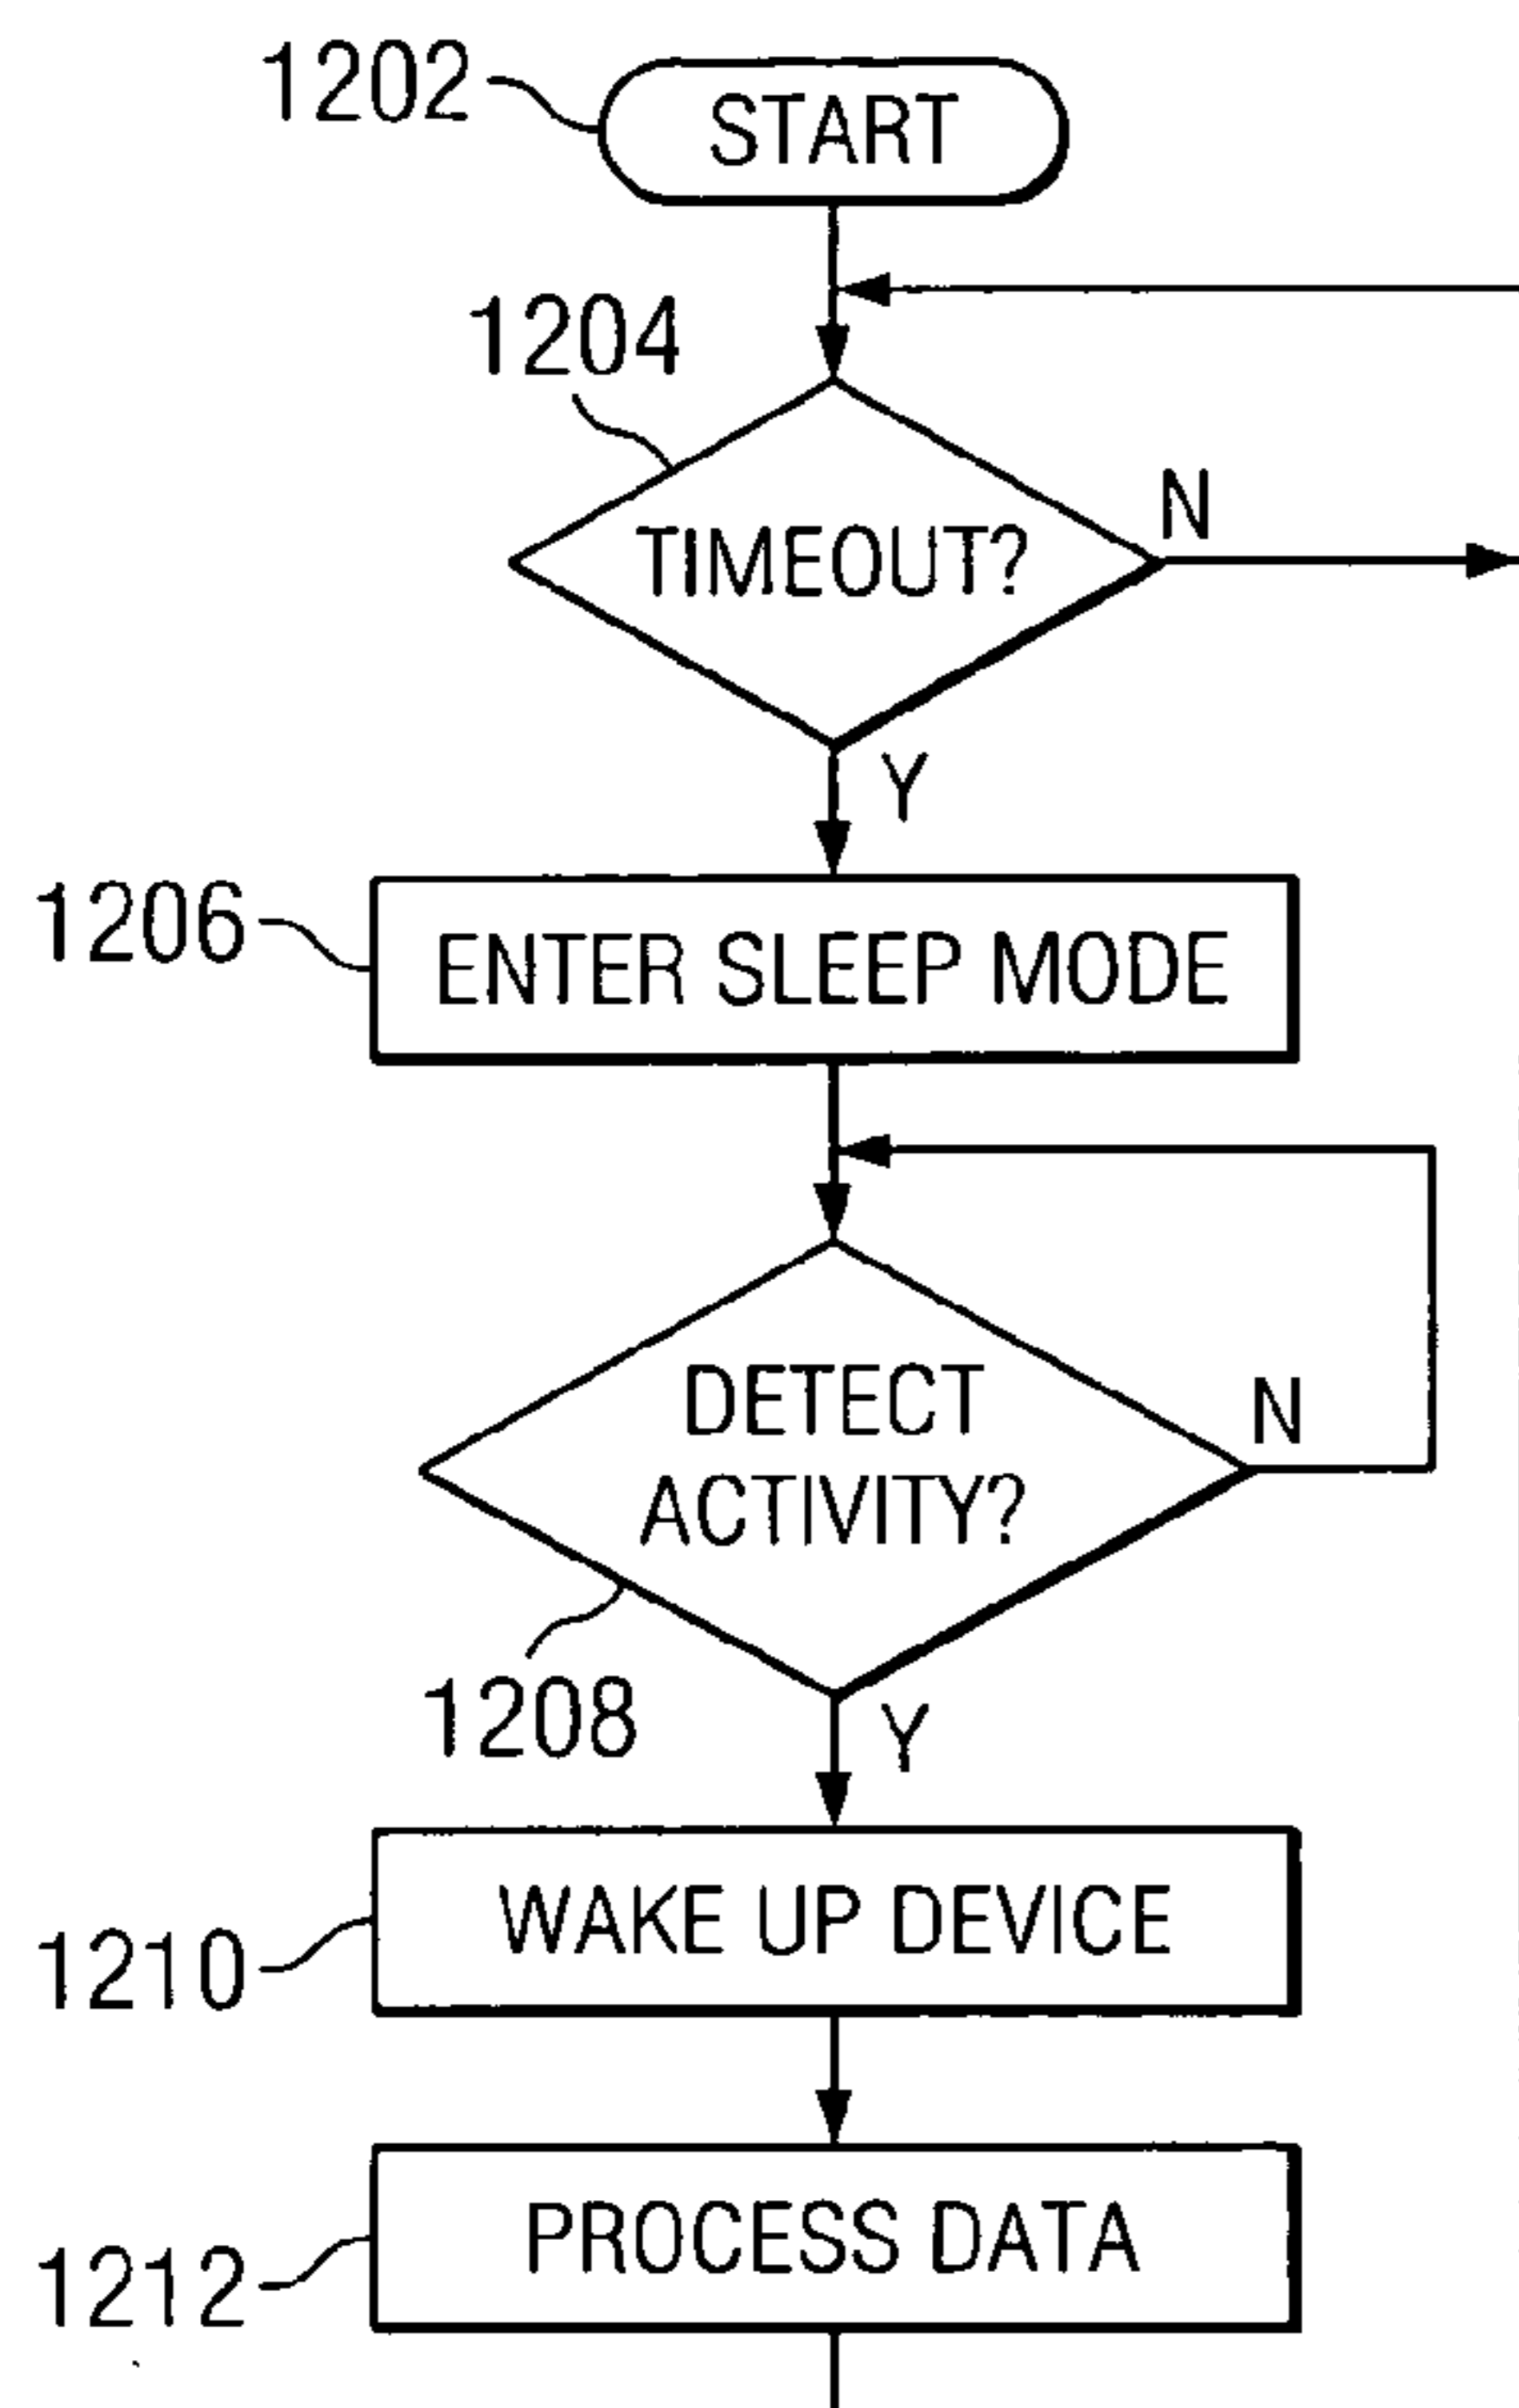 1202
START
1204
TIMEOUT?
N
Y
1206
ENTER SLEEP MODE
DETECT
ACTIVITY?
N
1208
Y
WAKE UP DEVICE
1210
PROCESS DATA
1212